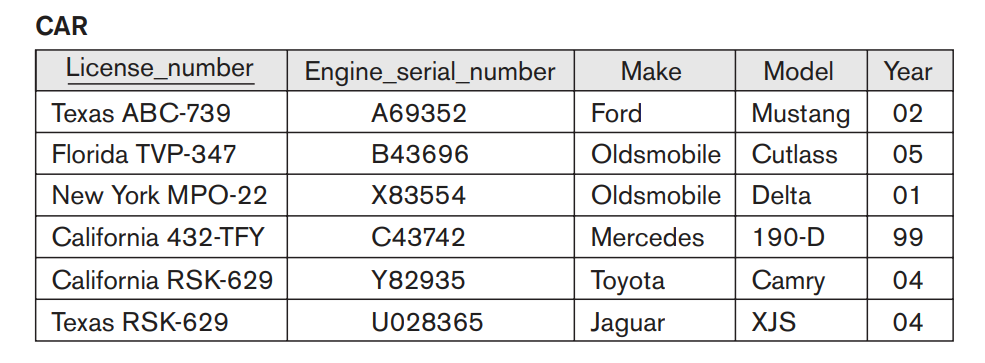 CAR
License_number Engine_serial_number Make Model Year
Texas ABC-739 A69352 Ford Mustang 02
Florida TVP-347 B43696 Oldsmobile Cutlass 05
New York MPO-22 X83554 Oldsmobile Delta 01
California 432-TFY C43742 Mercedes 190-D 99
California RSK-629 Y82935 Toyota Camry 04
Texas RSK-629 U028365 Jaguar XJS 04